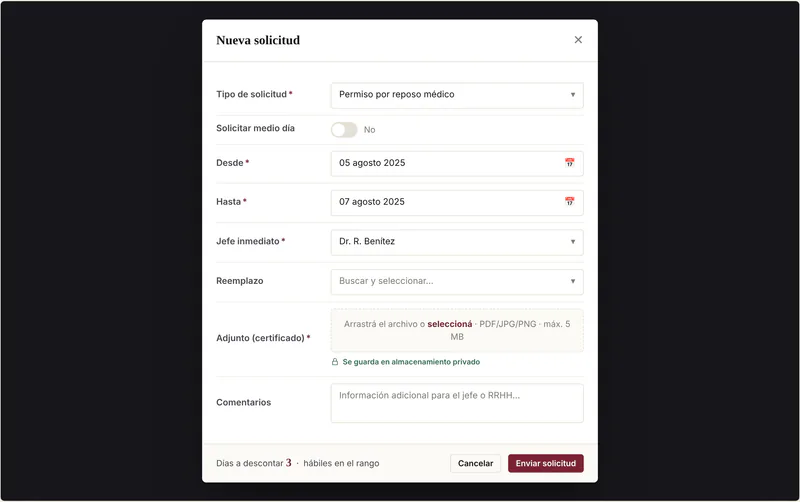 Nueva solicitud ✕
Tipo de solicitud * Permiso por reposo médico
Solicitar medio día No
Desde * 05 agosto 2025
Hasta * 07 agosto 2025
Jefe inmediato * Dr. R. Benítez
Reemplazo Buscar y seleccionar...
Arrastrá el archivo o seleccioná · PDF/JPG/PNG · máx. 5
MB
Adjunto (certificado) *
Se guarda en almacenamiento privado
Comentarios Información adicional para el jefe o RRHH...
Días a descontar 3 · hábiles en el rango Cancelar Enviar solicitud